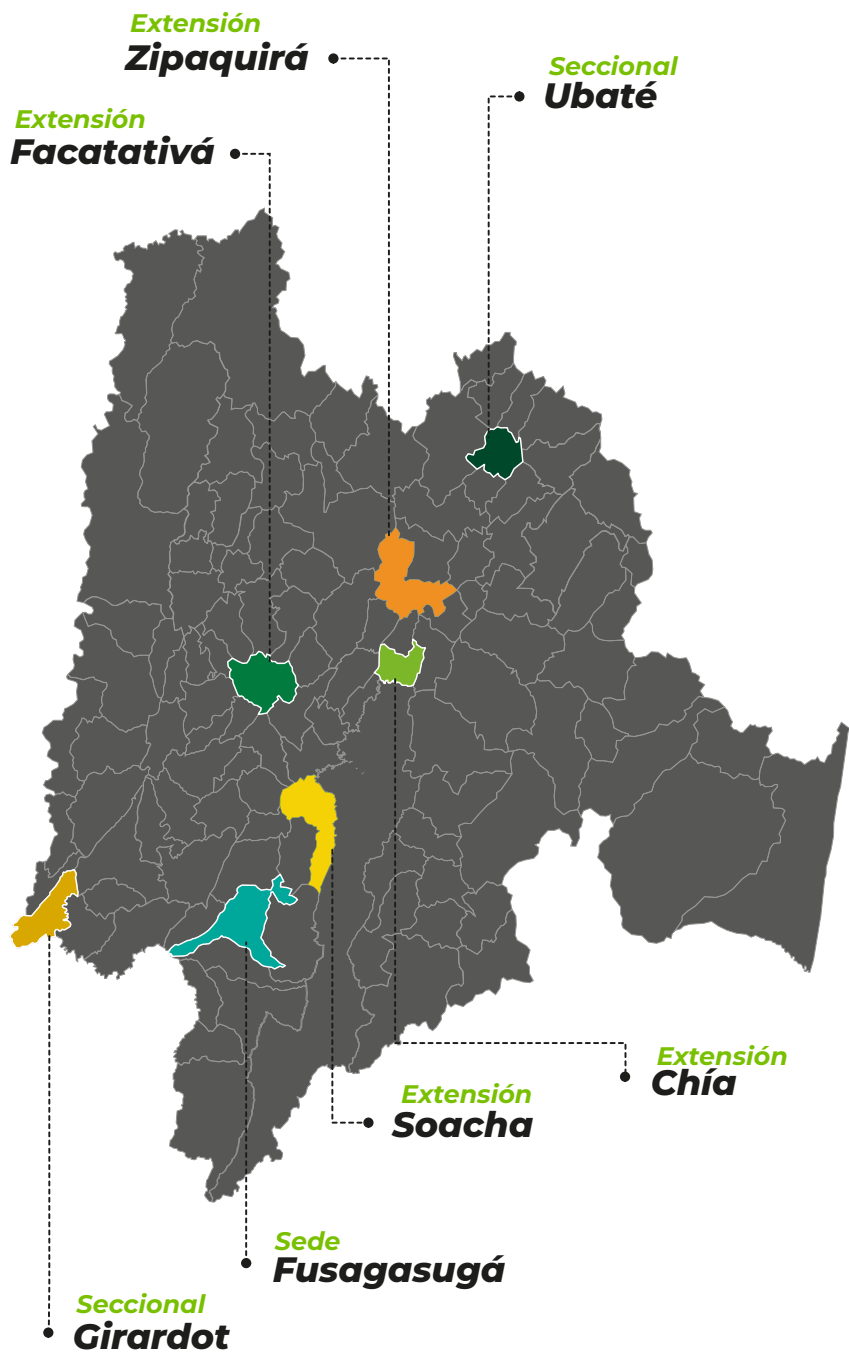 Extensión
Zipaquirá
Seccional
Ubaté
Extensión
Facatativá
Extensión
Chía
Extensión
Soacha
Sede
Fusagasugá
Seccional
Girardot